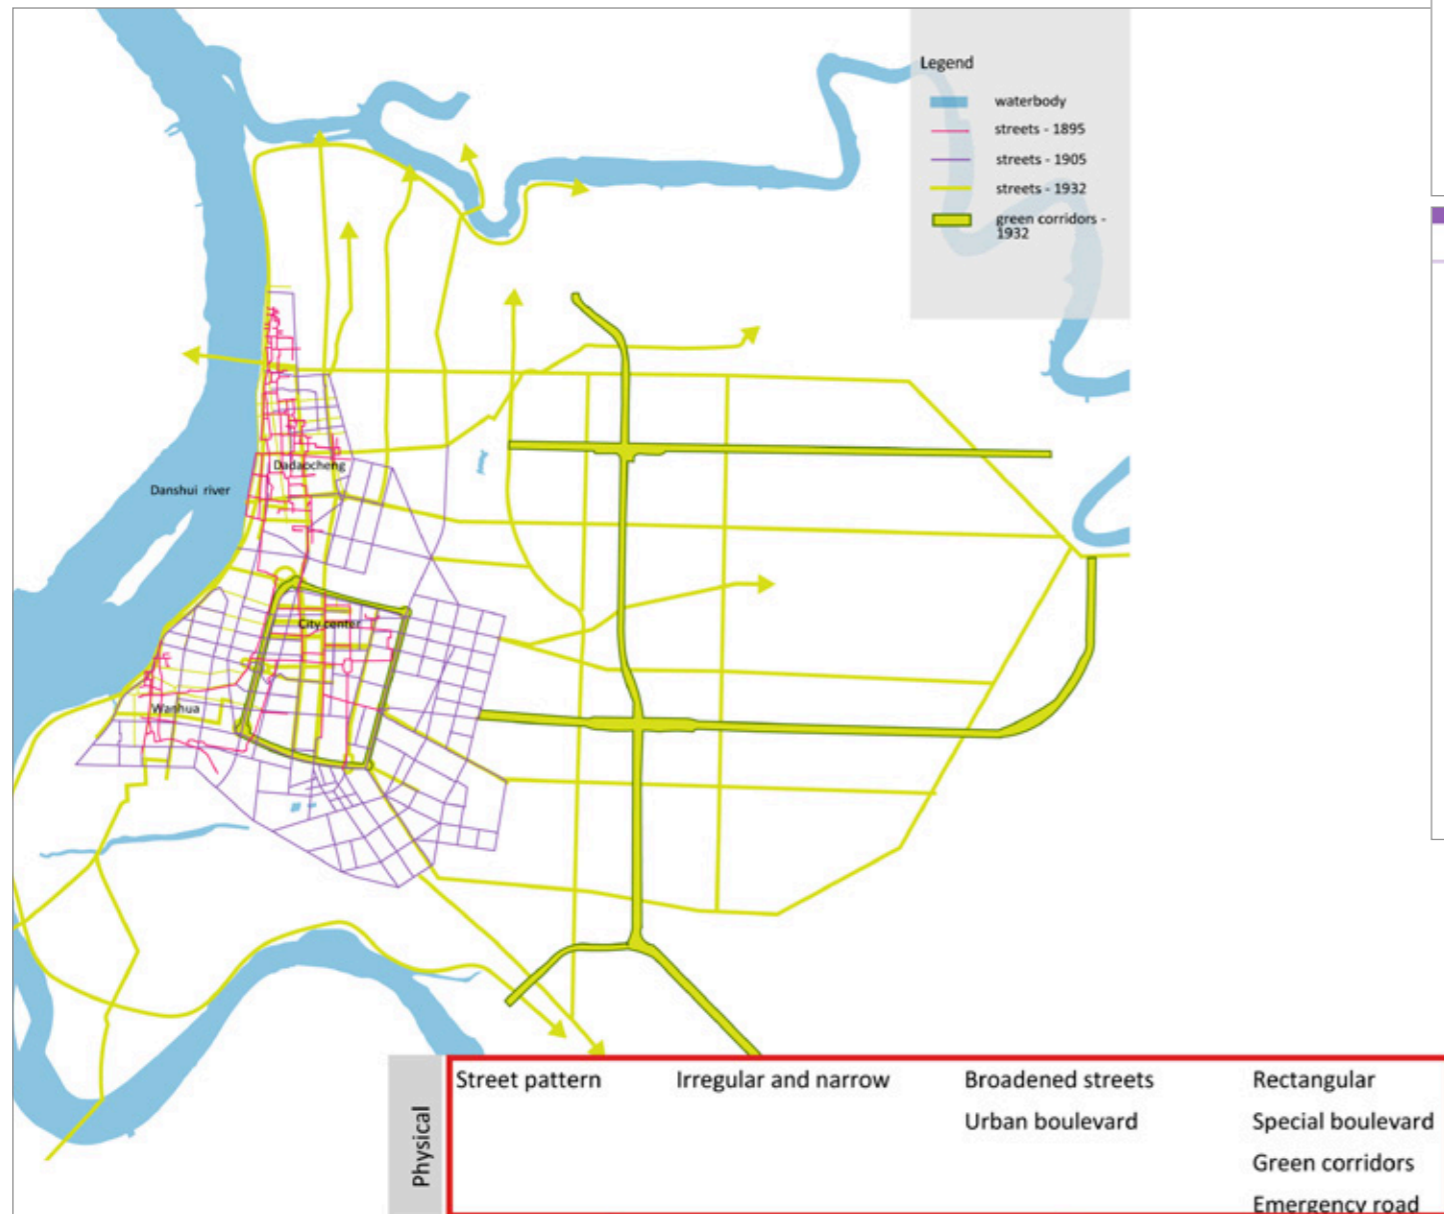 Legend
waterbody
streets - 1895
streets - 1905
streets - 1932
green corridors -
1932
Dadaocheng
Danshui river
City center
Wanhua
Physical
Street pattern
Irregular and narrow
Broadened streets
Rectangular
Urban boulevard
Special boulevard
Green corridors
Emergency road